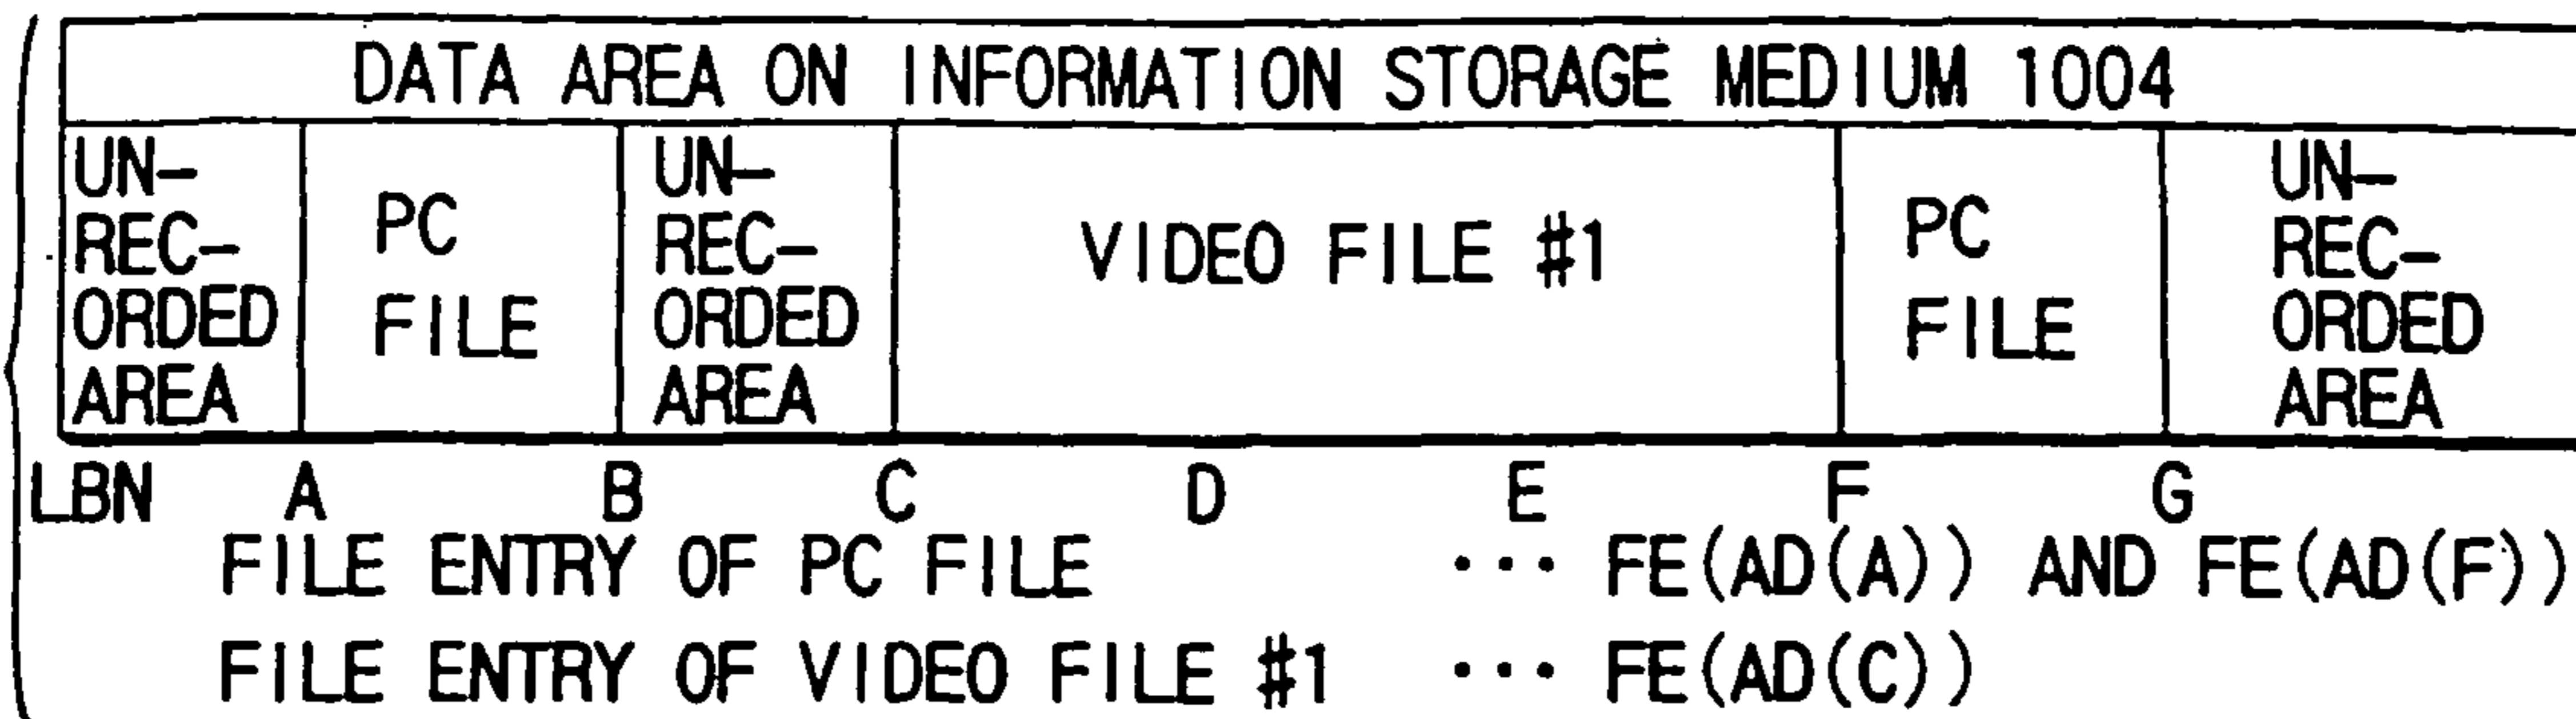 DATA AREA ON INFORMATION STORAGE MEDIUM 1004
UN-
REC-
ORDED
AREA
PC
FILE
UN-
REC-
ORDED
AREA
VIDEO FILE #1
PC
FILE
UN-
REC-
ORDED
AREA
LBN A B C D E F G
FILE ENTRY OF PC FILE ··· FE(AD(A)) AND FE(AD(F))
FILE ENTRY OF VIDEO FILE #1 ··· FE(AD(C))